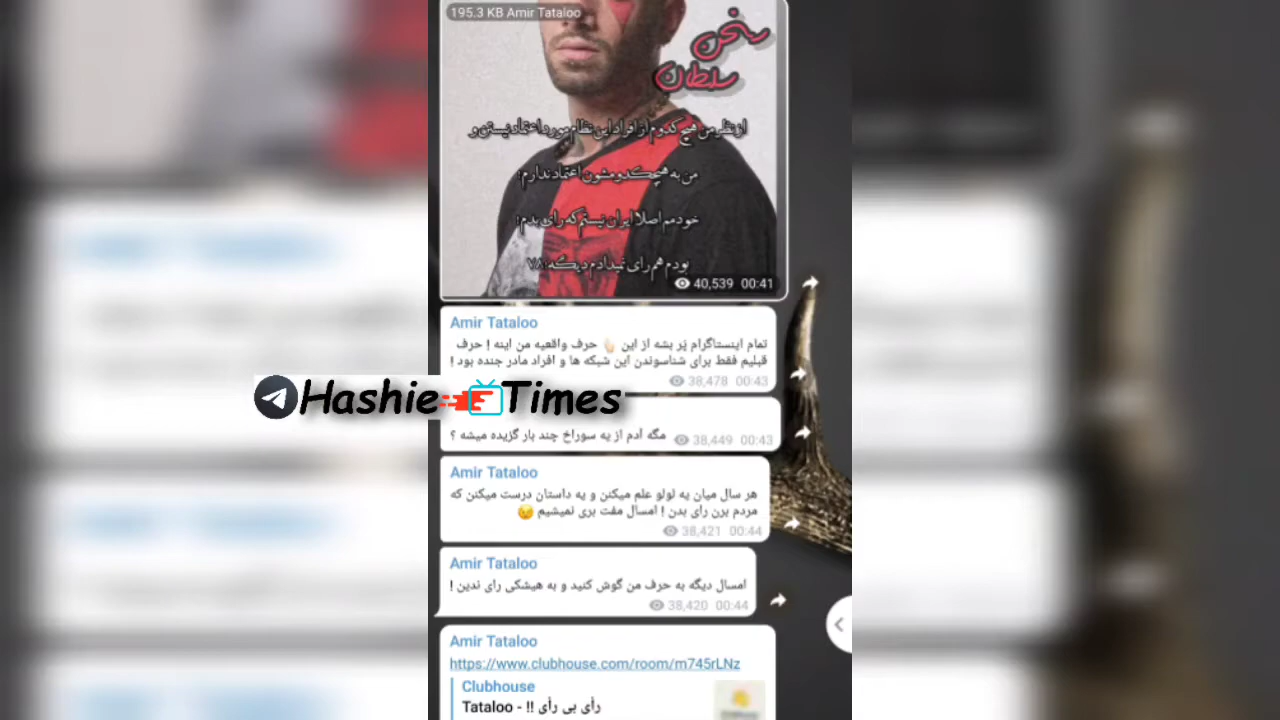 195.3 KB Amir Tataloo
سخن
سلطان
از نظر من هیچ کدوم از افراد این نظام مورد اعتماد نیستن و
من به هیچکدومشون اعتماد ندارم؛
خودمم اصلا ایران نیستم که رای بدم؛
بودم هم رای نمیدادم دیگه؛ ۷۸
40,539 00:41
Amir Tataloo
تمام اینستاگرام پَر بشه از این 👆🏻 حرف واقعیه من اینه ! حرف
قبلیم فقط برای شناسوندن این شبکه ها و افراد مادر جنده بود !
38,478 00:43
Hashie Times
مگه آدم از یه سوراخ چند بار گزیده میشه ؟
38,449 00:43
Amir Tataloo
هر سال میان یه لولو علم میکنن و یه داستان درست میکنن که
مردم برن رأی بدن ! امسال مفت بری نمیشیم 😉
38,421 00:44
Amir Tataloo
امسال دیگه به حرف من گوش کنید و به هیشکی رای ندین !
38,420 00:44
Amir Tataloo
https://www.clubhouse.com/room/m745rLNz
Clubhouse
Tataloo - !! رأی بی رأی